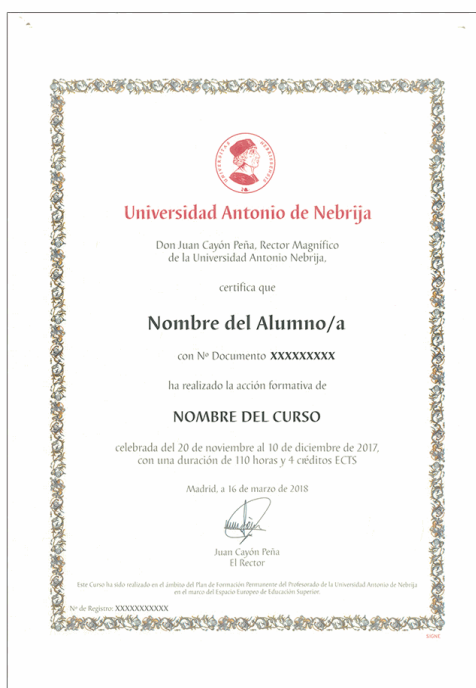 UNIVERSITAS NEBRISSENSIS
Universidad Antonio de Nebrija
Don Juan Cayón Peña, Rector Magnífico
de la Universidad Antonio Nebrija,
certifica que
Nombre del Alumno/a
con Nº Documento XXXXXXXXX
ha realizado la acción formativa de
NOMBRE DEL CURSO
celebrada del 20 de noviembre al 10 de diciembre de 2017,
con una duración de 110 horas y 4 créditos ECTS
Madrid, a 16 de marzo de 2018
Juan Cayón Peña
El Rector
Este Curso ha sido realizado en el ámbito del Plan de Formación Permanente del Profesorado de la Universidad Antonio de Nebrija
en el marco del Espacio Europeo de Educación Superior.
Nº de Registro: XXXXXXXXXXX